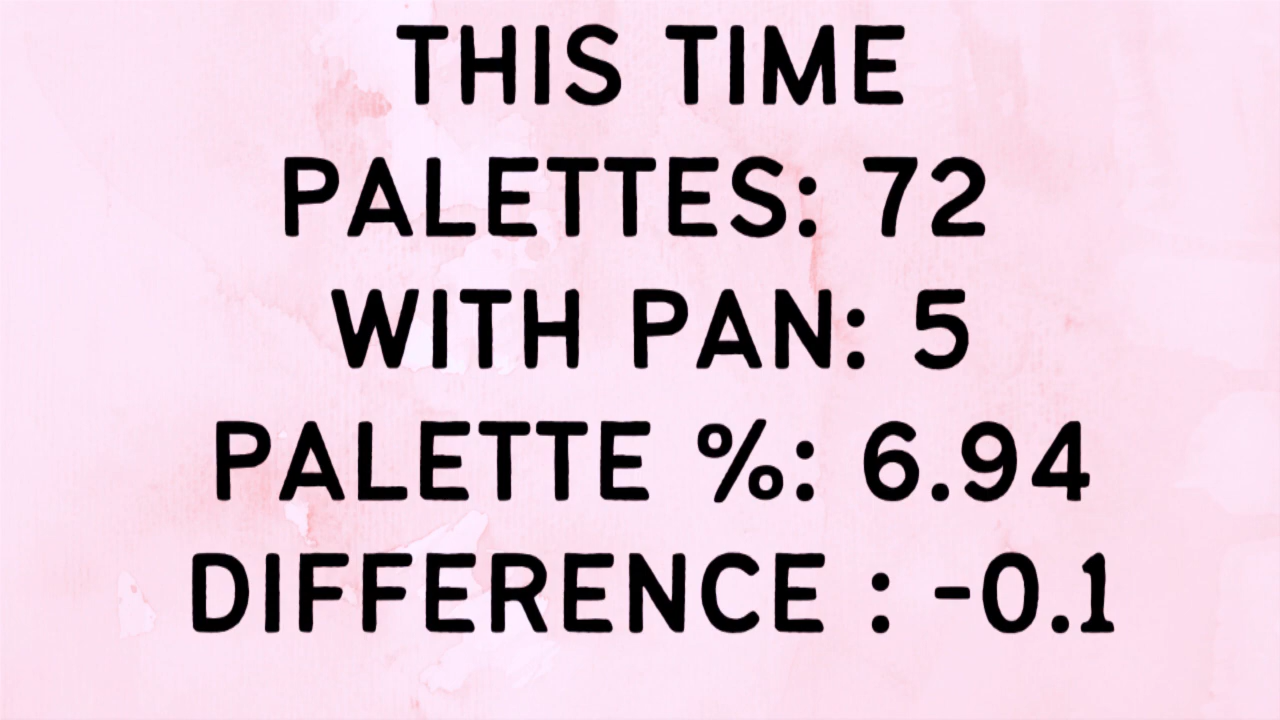 THIS TIME
PALETTES: 72
WITH PAN: 5
PALETTE %: 6.94
DIFFERENCE : -0.1